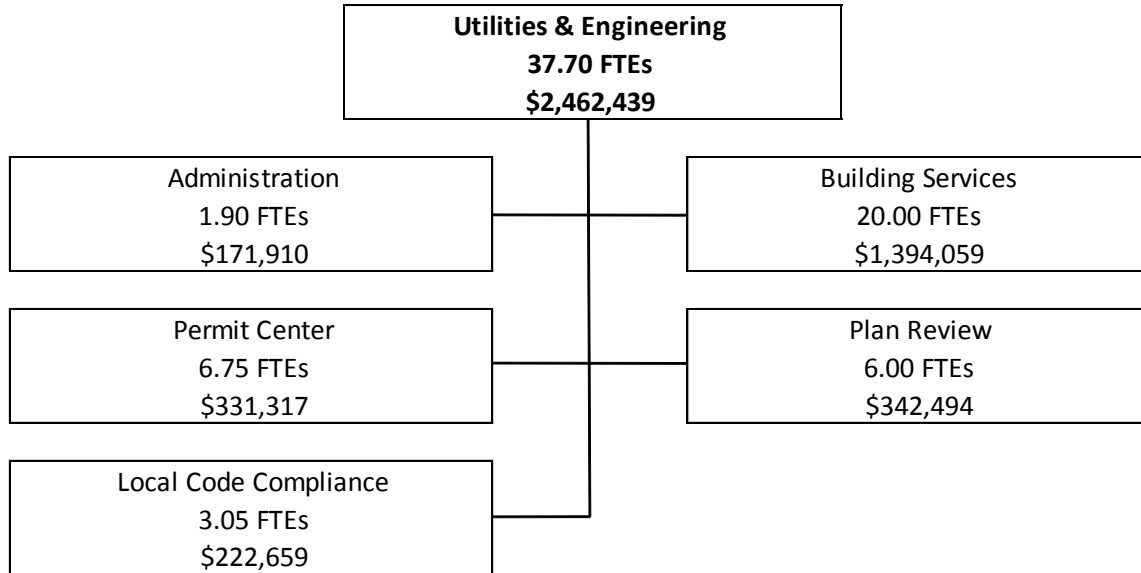 Utilities & Engineering
37.70 FTEs
$2,462,439
Administration
1.90 FTEs
$171,910
Building Services
20.00 FTEs
$1,394,059
Permit Center
6.75 FTEs
$331,317
Plan Review
6.00 FTEs
$342,494
Local Code Compliance
3.05 FTEs
$222,659